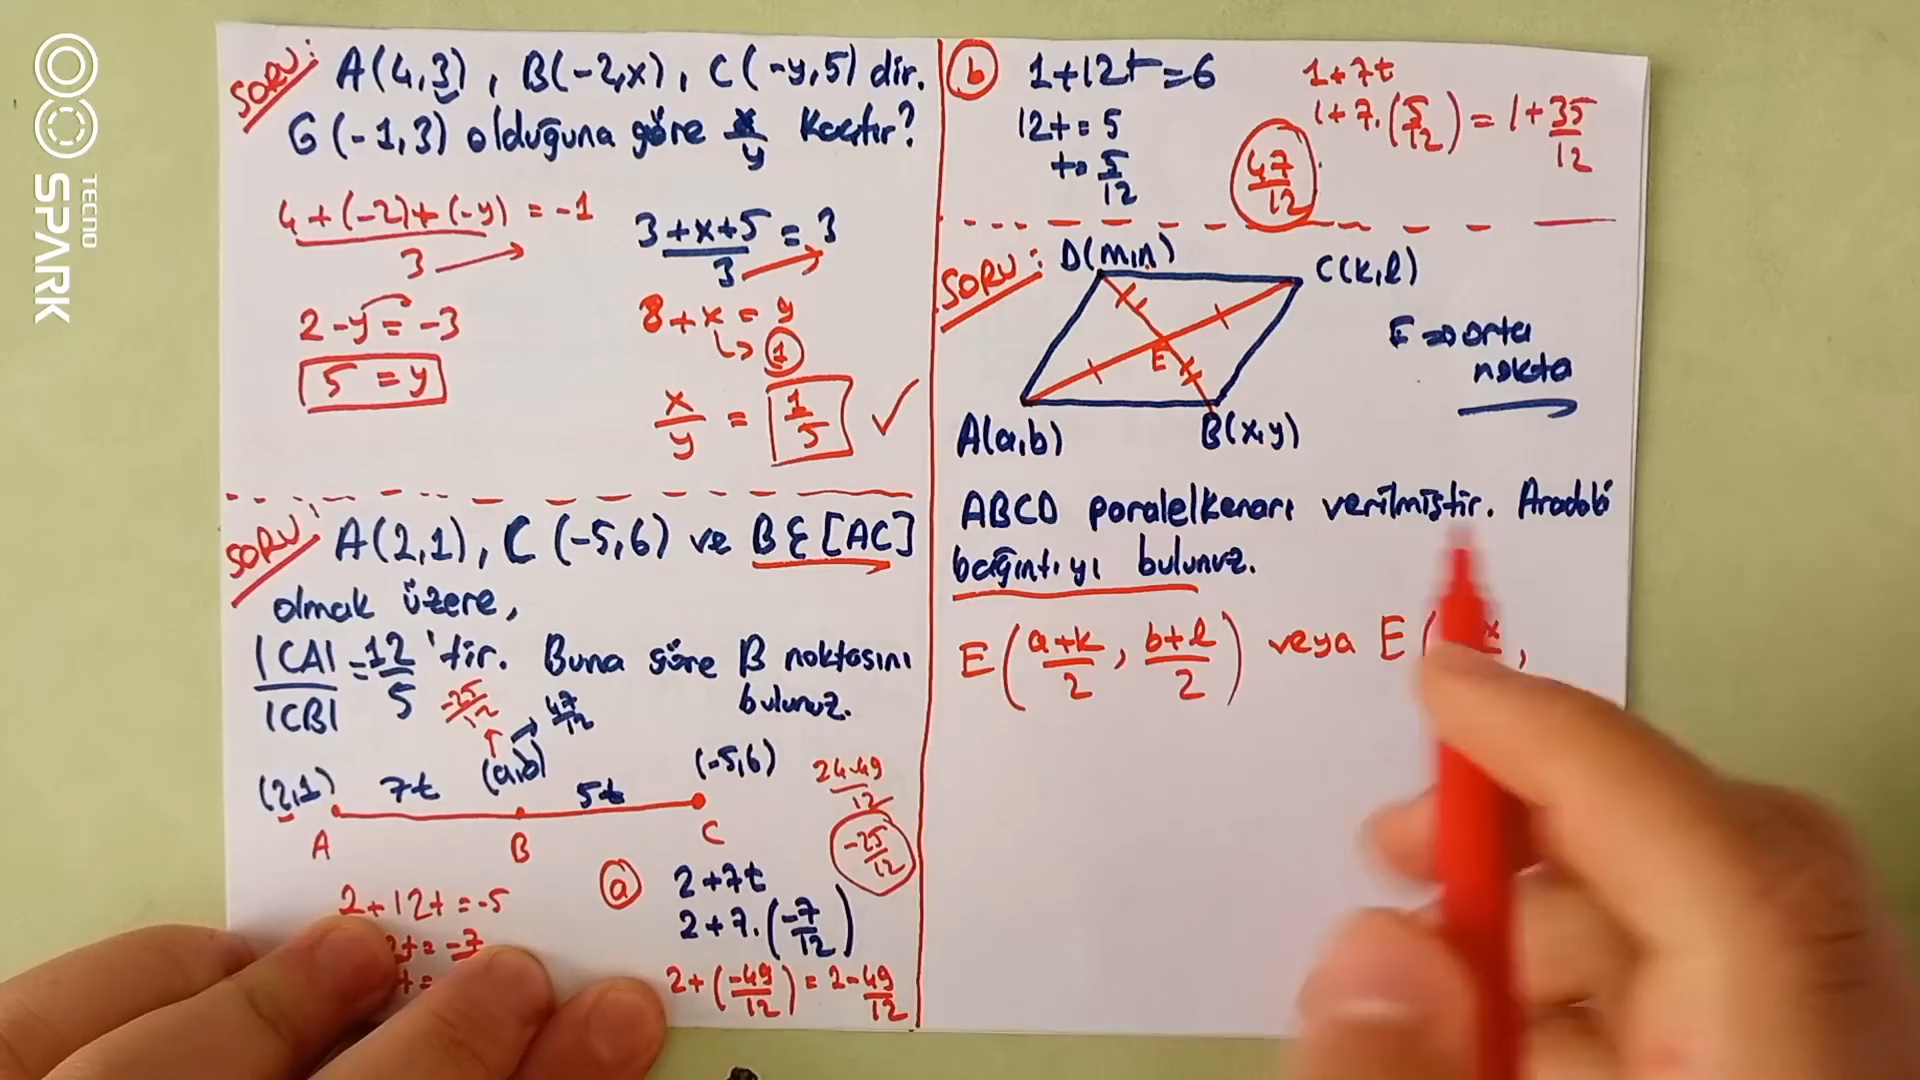 TECNO
SPARK
SORU: A(4,3), B(-2,x), C(-y,5) dir.
G(-1,3) olduğuna göre x/y Kaçtır?
4+(-2)+(-y)/3 = -1
2-y = -3
5 = y
3+x+5/3 = 3
8+x = 9
↳ 1
x/y = 1/5 ✓
SORU: A(2,1), C(-5,6) ve B∈[AC]
olmak üzere,
|CA|/|CB| = 12/5 'tir. Buna göre B noktasını
bulunuz.
-25/12 47/12
(2,1) 7t (a,b) 5t (-5,6)
A B C
24-49/12
-25/12
2+12t = -5
t = -7
t =
a 2+7t
2+7.(-7/12)
2+(-49/12) = 2-49/12
b 1+12t=6
12t=5
t= 5/12
1+7t
1+7.(5/12) = 1+35/12
47/12
SORU: D(m,n) C(k,l)
E
A(a,b) B(x,y)
E => orta
nokta
ABCD paralelkenarı verilmiştir. Aradaki
bağıntıyı bulunuz.
E(a+k/2, b+l/2) veya E( x/2,